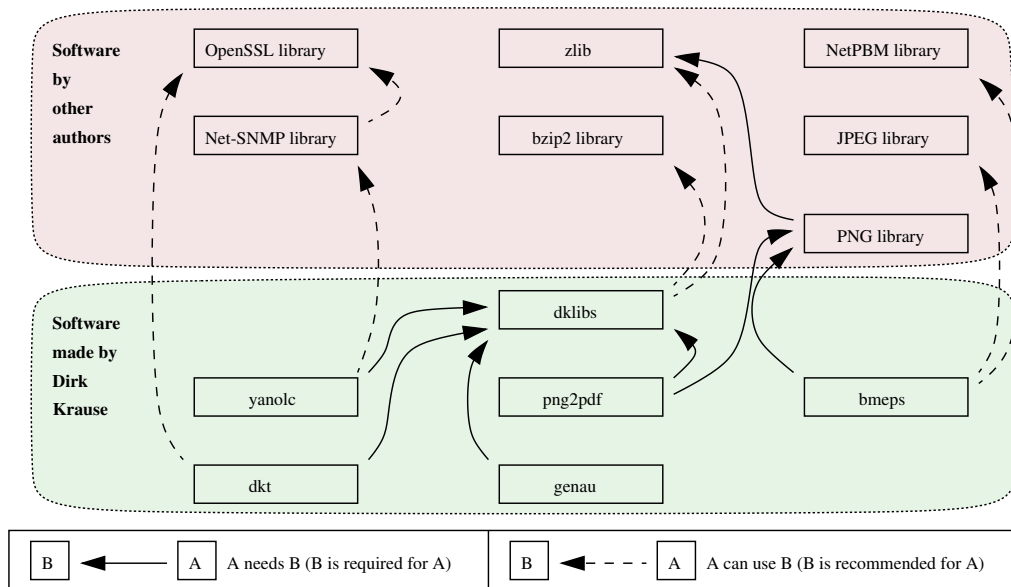 Software
by
other
authors
OpenSSL library
zlib
NetPBM library
Net-SNMP library
bzip2 library
JPEG library
PNG library
Software
made by
Dirk
Krause
dklibs
yanolc
png2pdf
bmeps
dkt
genau
B
A
A needs B (B is required for A)
B
A
A can use B (B is recommended for A)